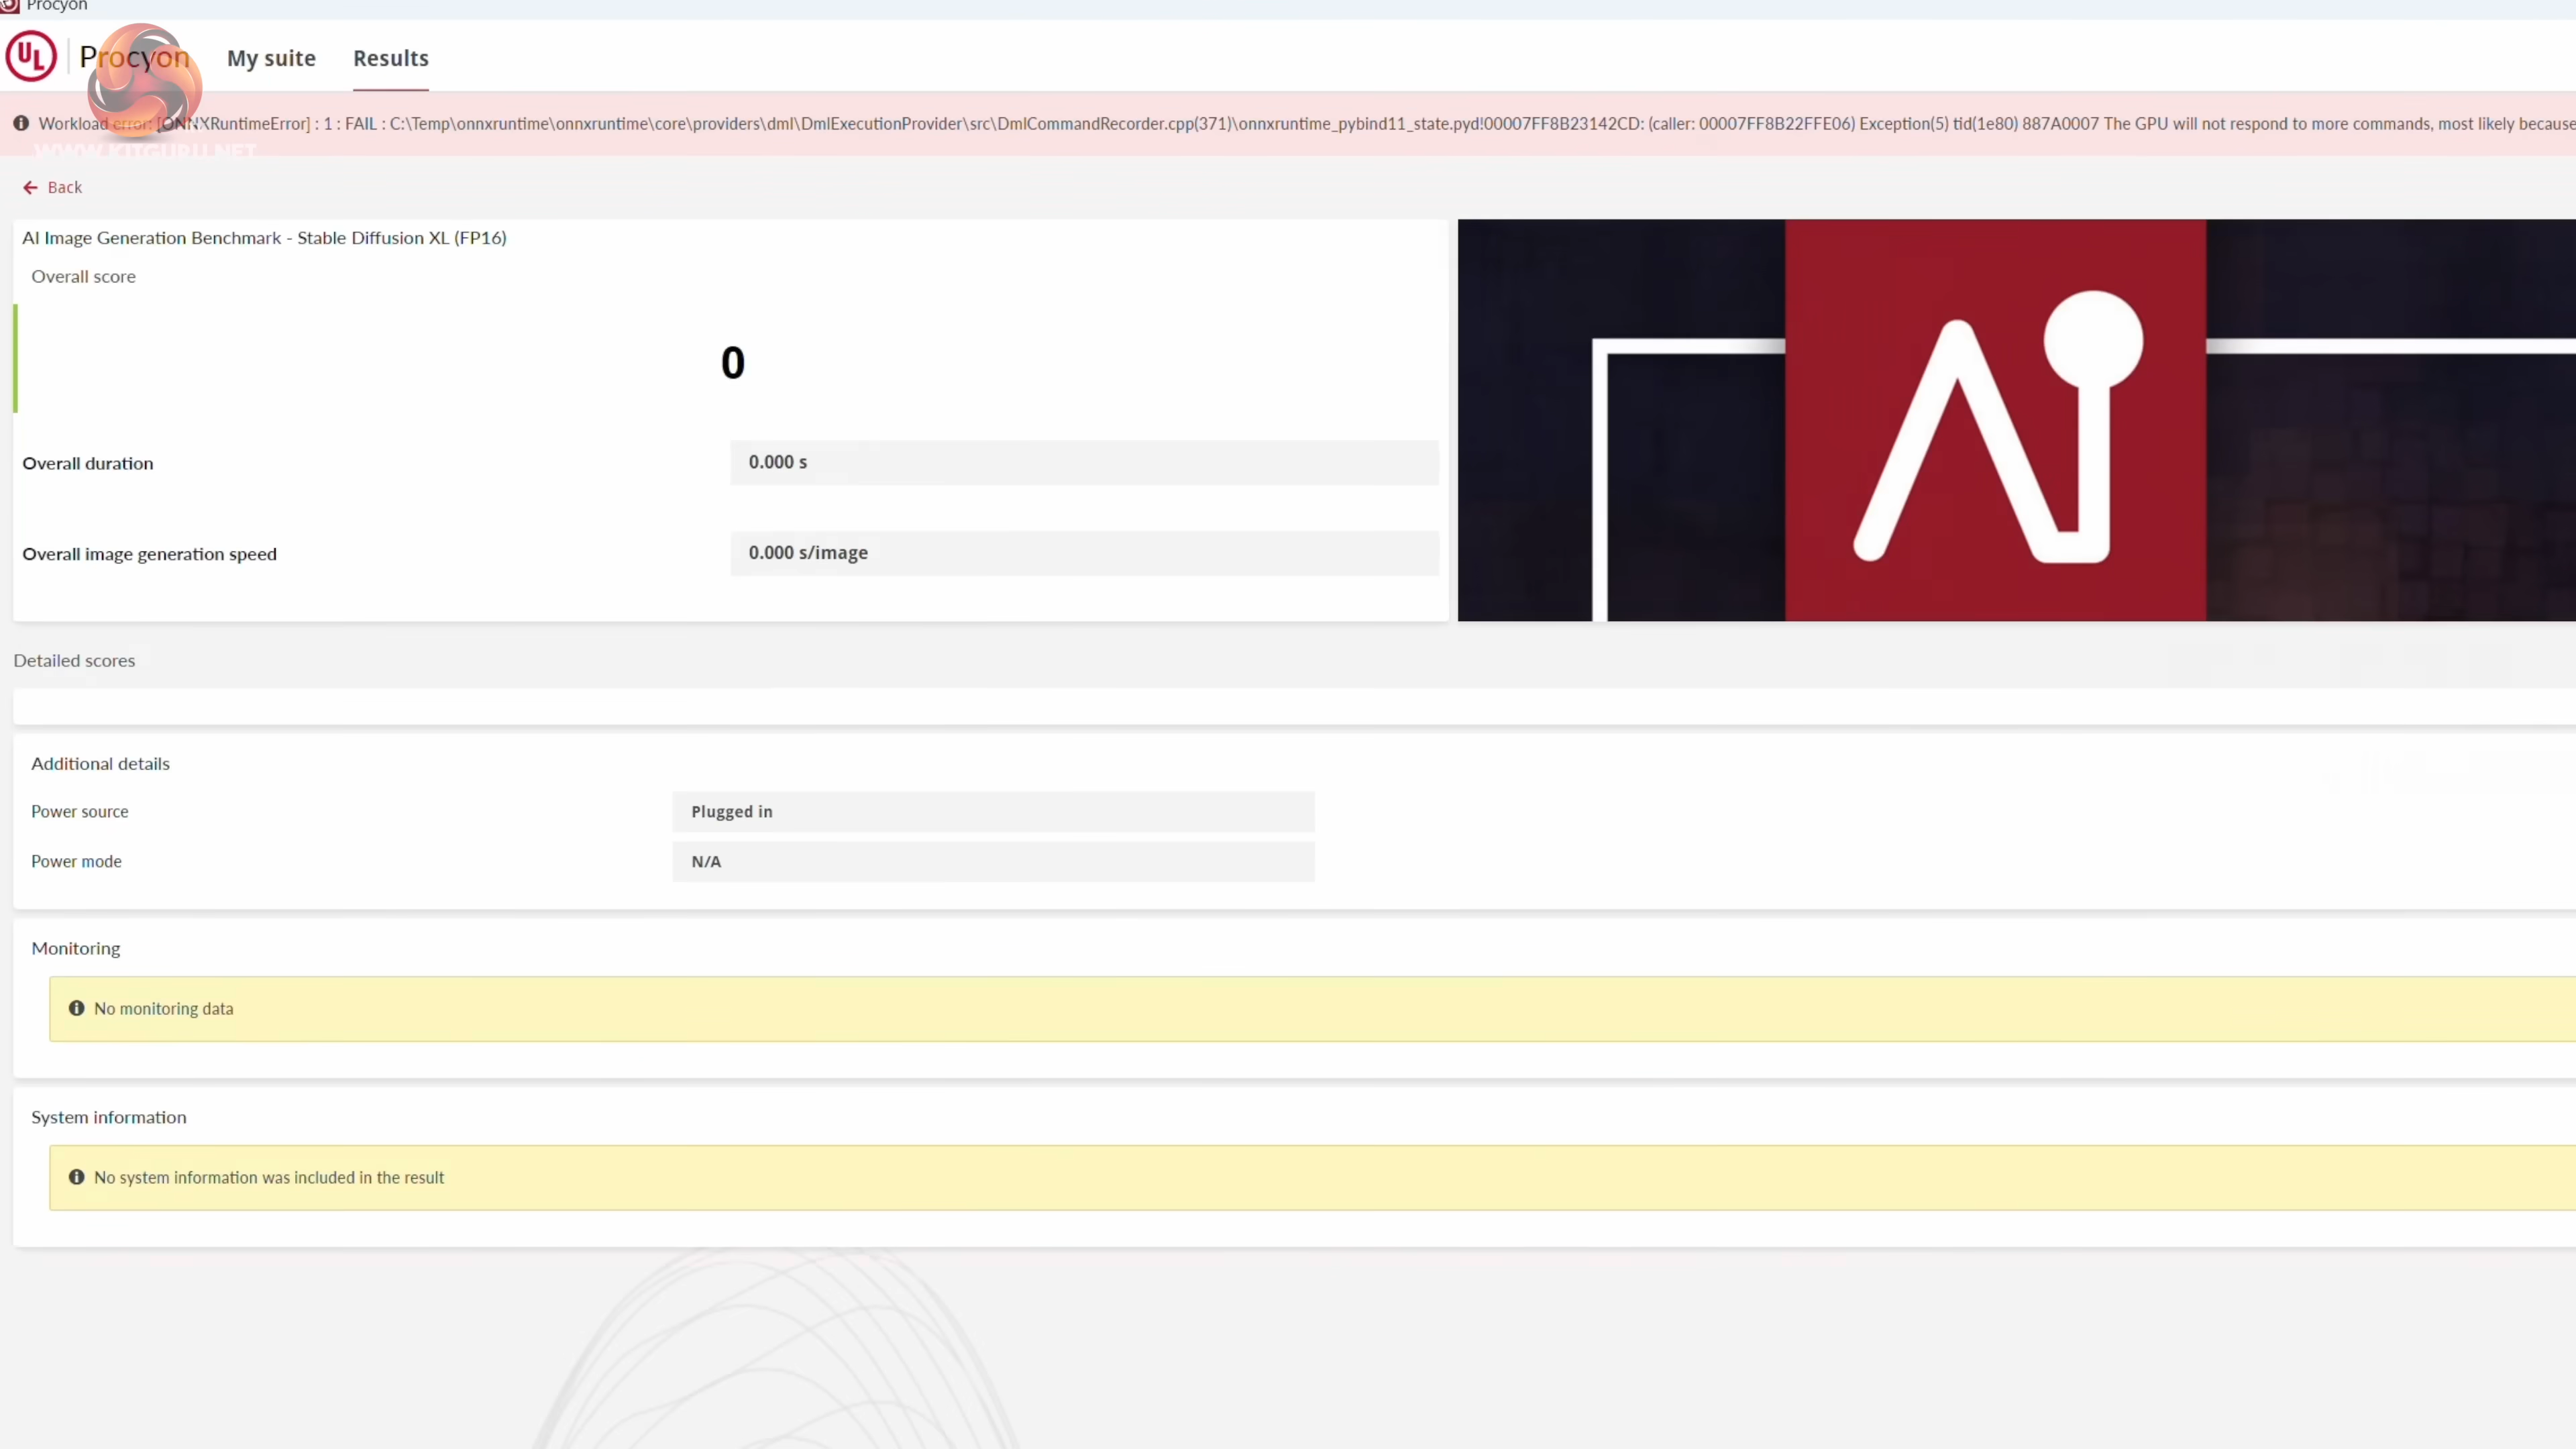 Procyon
UL Procyon My suite Results
Workload error: [ONNXRuntimeError] : 1 : FAIL : C:\Temp\onnxruntime\onnxruntime\core\providers\dml\DmlExecutionProvider\src\DmlCommandRecorder.cpp(371)\onnxruntime_pybind11_state.pyd!00007FF8B23142CD: (caller: 00007FF8B22FFE06) Exception(5) tid(1e80) 887A0007 The GPU will not respond to more commands, most likely because
WWW.KITGURU.NET
Back
AI Image Generation Benchmark - Stable Diffusion XL (FP16)
Overall score
0
Overall duration 0.000 s
Overall image generation speed 0.000 s/image
AI
Detailed scores
Additional details
Power source Plugged in
Power mode N/A
Monitoring
No monitoring data
System information
No system information was included in the result